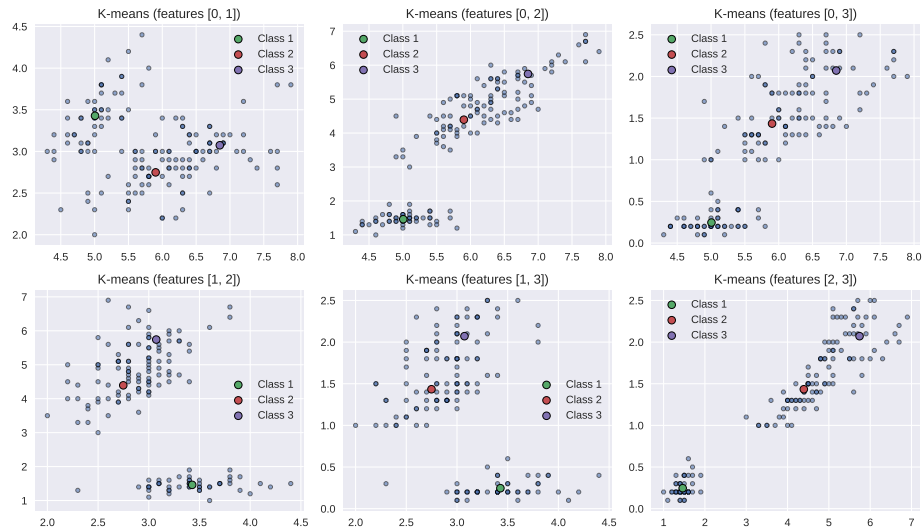 K-means (features [0, 1])
4.5
4.0
3.5
3.0
2.5
2.0
4.5 5.0 5.5 6.0 6.5 7.0 7.5 8.0
Class 1
Class 2
Class 3
K-means (features [0, 2])
7
6
5
4
3
2
1
4.5 5.0 5.5 6.0 6.5 7.0 7.5 8.0
Class 1
Class 2
Class 3
K-means (features [0, 3])
2.5
2.0
1.5
1.0
0.5
0.0
4.5 5.0 5.5 6.0 6.5 7.0 7.5 8.0
Class 1
Class 2
Class 3
K-means (features [1, 2])
7
6
5
4
3
2
1
2.0 2.5 3.0 3.5 4.0 4.5
Class 1
Class 2
Class 3
K-means (features [1, 3])
2.5
2.0
1.5
1.0
0.5
0.0
2.0 2.5 3.0 3.5 4.0 4.5
Class 1
Class 2
Class 3
K-means (features [2, 3])
2.5
2.0
1.5
1.0
0.5
0.0
1 2 3 4 5 6 7
Class 1
Class 2
Class 3